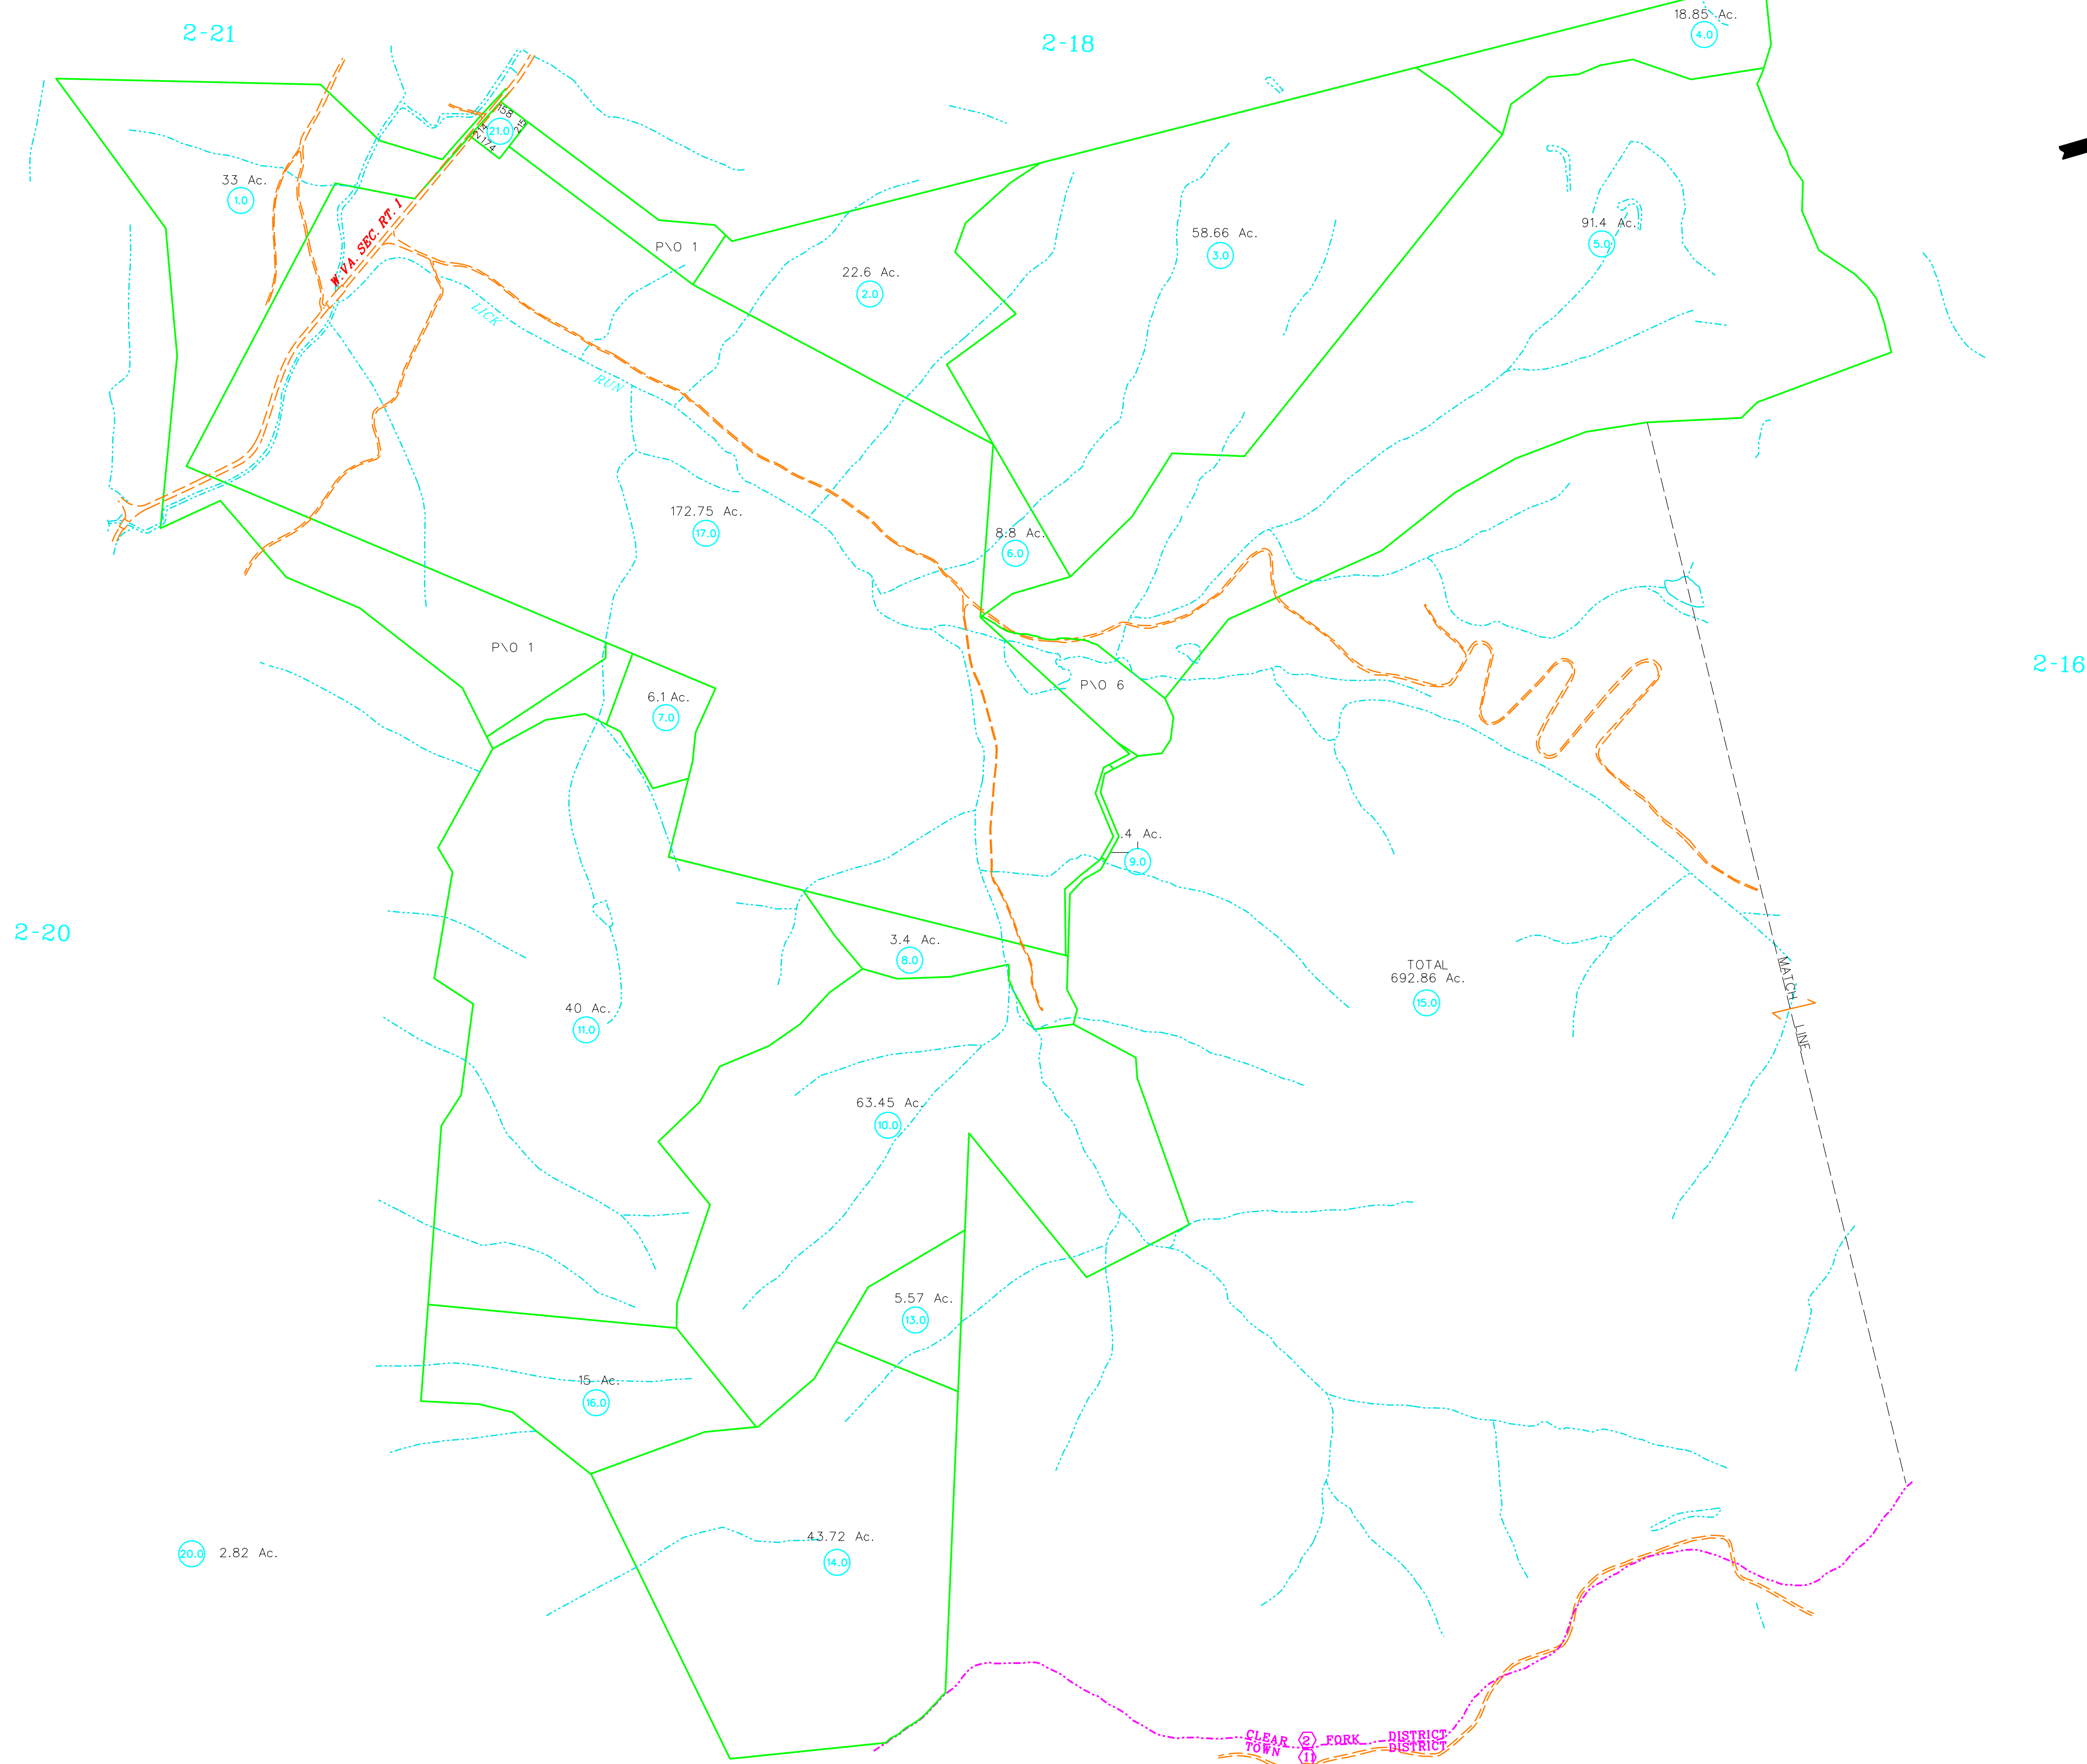 2-21
2-18
18.85 Ac.
4.0
158
214
21.0
215
174
33 Ac.
1.0
W.VA. SEC. RT. 1
P\O 1
22.6 Ac.
2.0
58.66 Ac.
3.0
91.4 Ac.
5.0
LICK
RUN
172.75 Ac.
17.0
8.8 Ac.
6.0
P\O 1
6.1 Ac.
7.0
P\O 6
2-16
.4 Ac.
9.0
2-20
3.4 Ac.
8.0
TOTAL
692.86 Ac.
15.0
MATCH LINE
40 Ac.
11.0
63.45 Ac.
10.0
5.57 Ac.
13.0
15 Ac.
16.0
20.0 2.82 Ac.
43.72 Ac.
14.0
CLEAR 2 FORK DISTRICT
TOWN 11 DISTRICT